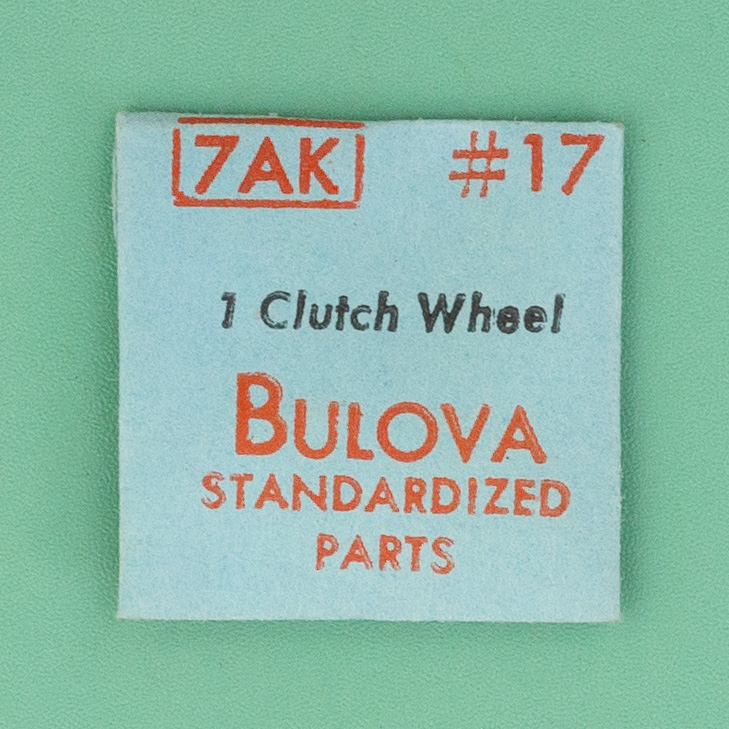 7AK #17
1 Clutch Wheel
BULOVA
STANDARDIZED
PARTS